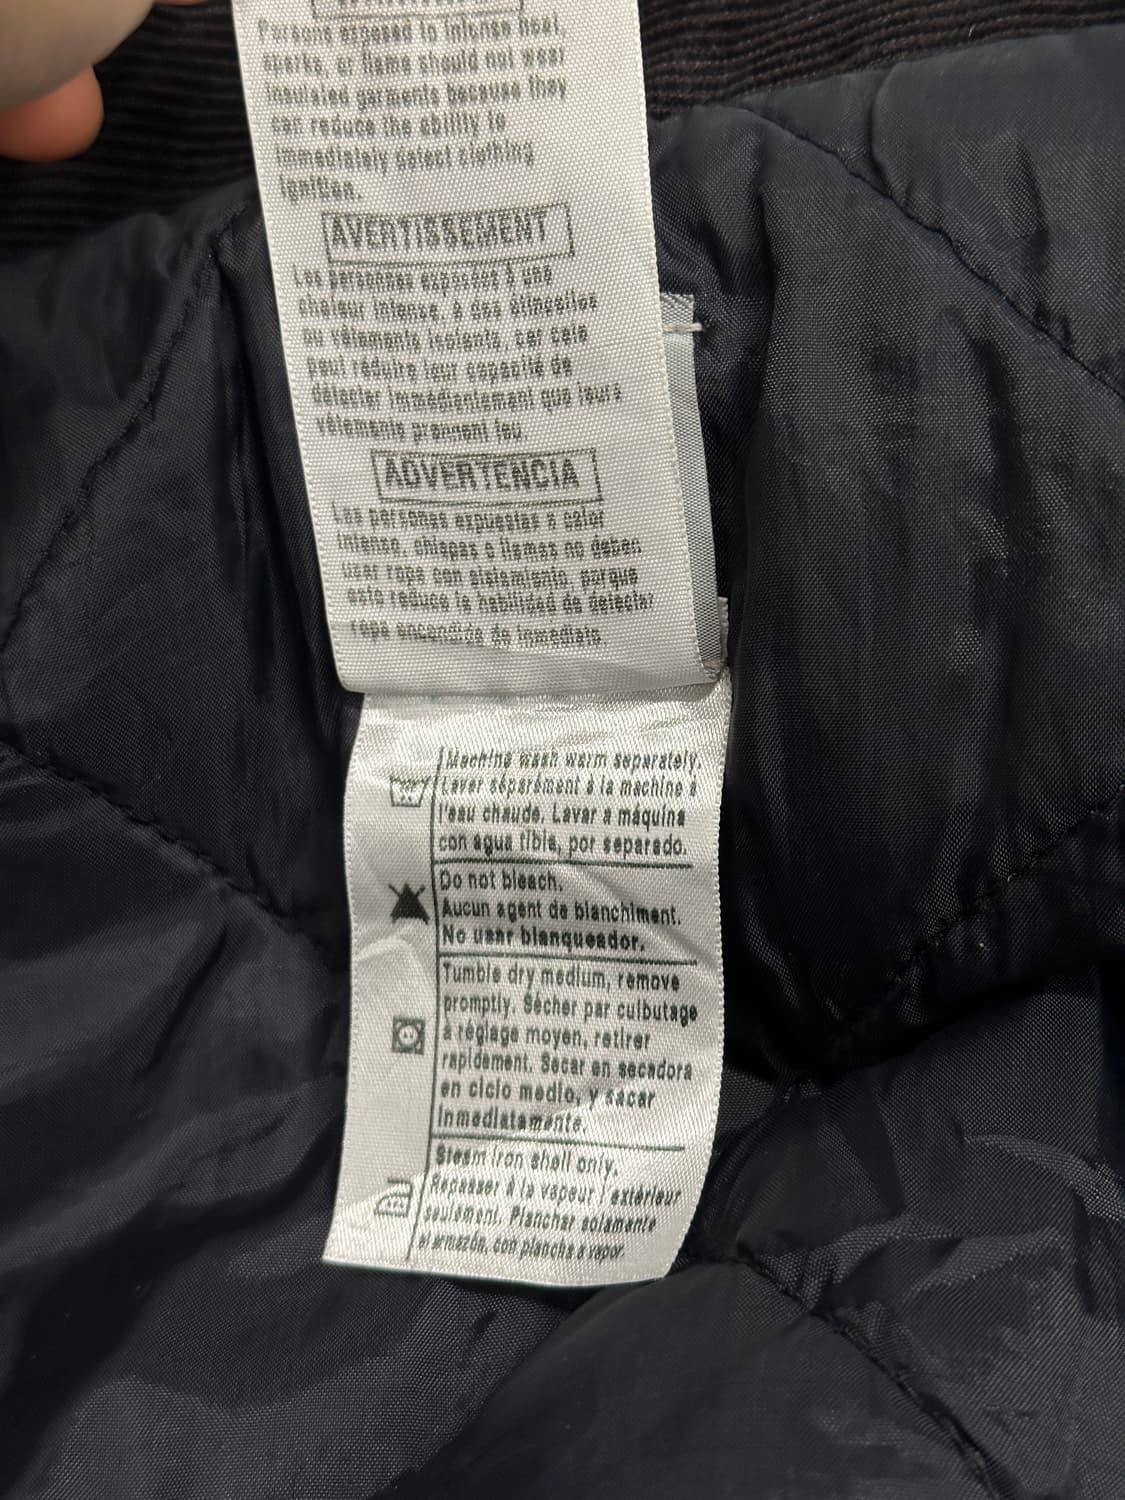 Persons exposed to intense heat,
sparks, or flame should not wear
insulated garments because they
can reduce the ability to
immediately detect clothing
ignition.
AVERTISSEMENT
Les personnes exposées à une
chaleur intense, à des étincelles
ou vêtements isolants, car cela
peut réduire leur capacité de
détecter immédiantement que leurs
vêtements prennent feu.
ADVERTENCIA
Las personas expuestas a calor
intenso, chispas o llamas no deben
usar ropa con aislamiento, porque
esto reduce la habilidad de detectar
ropa encendida de inmediato.
Machine wash warm separately.
Laver séparément à la machine à
l'eau chaude. Lavar a máquina
con agua tibia, por separado.
Do not bleach.
Aucun agent de blanchiment.
No usar blanqueador.
Tumble dry medium, remove
promptly. Sécher par culbutage
à réglage moyen, retirer
rapidement. Secar en secadora
en ciclo medio, y sacar
inmediatamente.
Steam iron shell only.
Repasser à la vapeur l'extérieur
seulement. Planchar solamente
el armazón, con plancha a vapor.